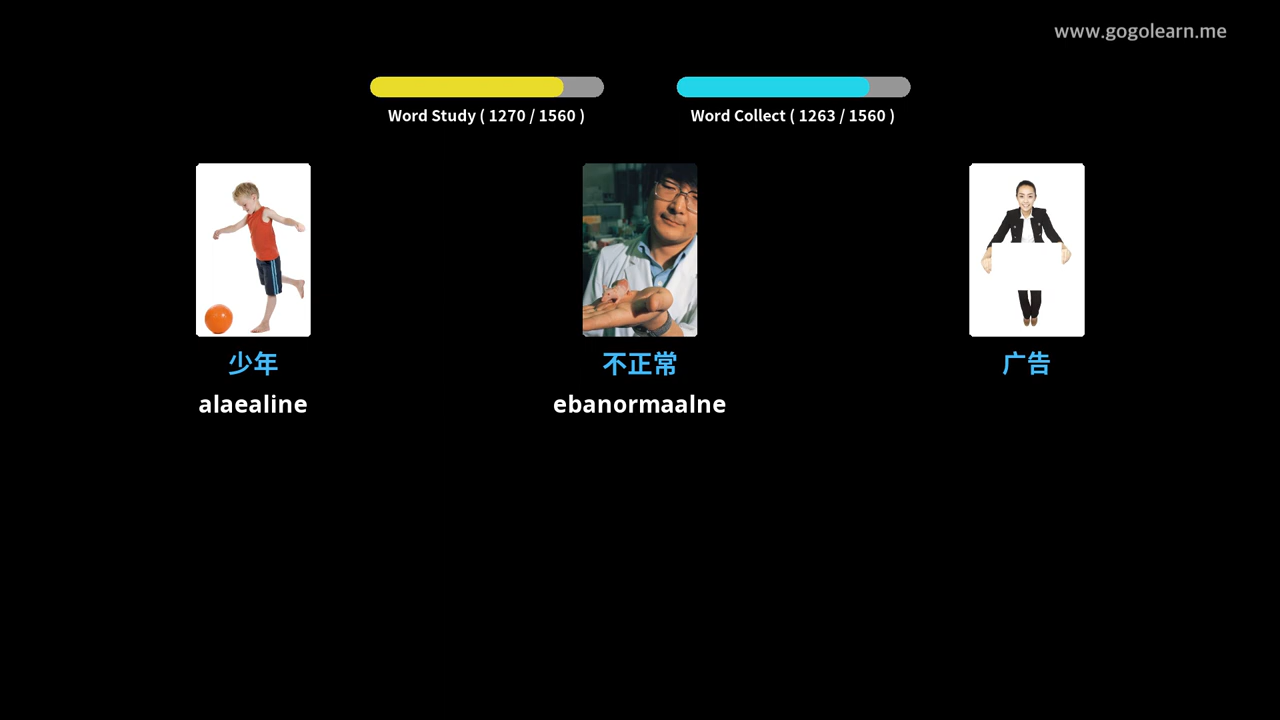 www.gogolearn.me
Word Study ( 1270 / 1560 )
Word Collect ( 1263 / 1560 )
少年
不正常
广告
alaealine
ebanormaalne